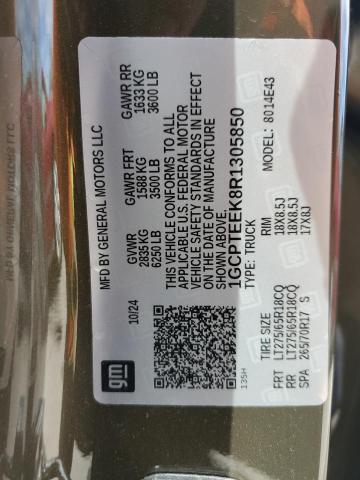 MFD BY GENERAL MOTORS LLC
10/24
GVWR
2835 KG
6250 LB
GAWR FRT
1588 KG
3500 LB
GAWR RR
1633 KG
3600 LB
THIS VEHICLE CONFORMS TO ALL
APPLICABLE U.S. FEDERAL MOTOR
VEHICLE SAFETY STANDARDS IN EFFECT
ON THE DATE OF MANUFACTURE
SHOWN ABOVE.
1GCPTEEK8R1305850
TYPE: TRUCK
MODEL: 8014E43
gm
135H
TIRE SIZE RIM
FRT LT275/65R18CQ 18X8.5J
RR LT275/65R18CQ 18X8.5J
SPA 265/70R17 S 17X8J